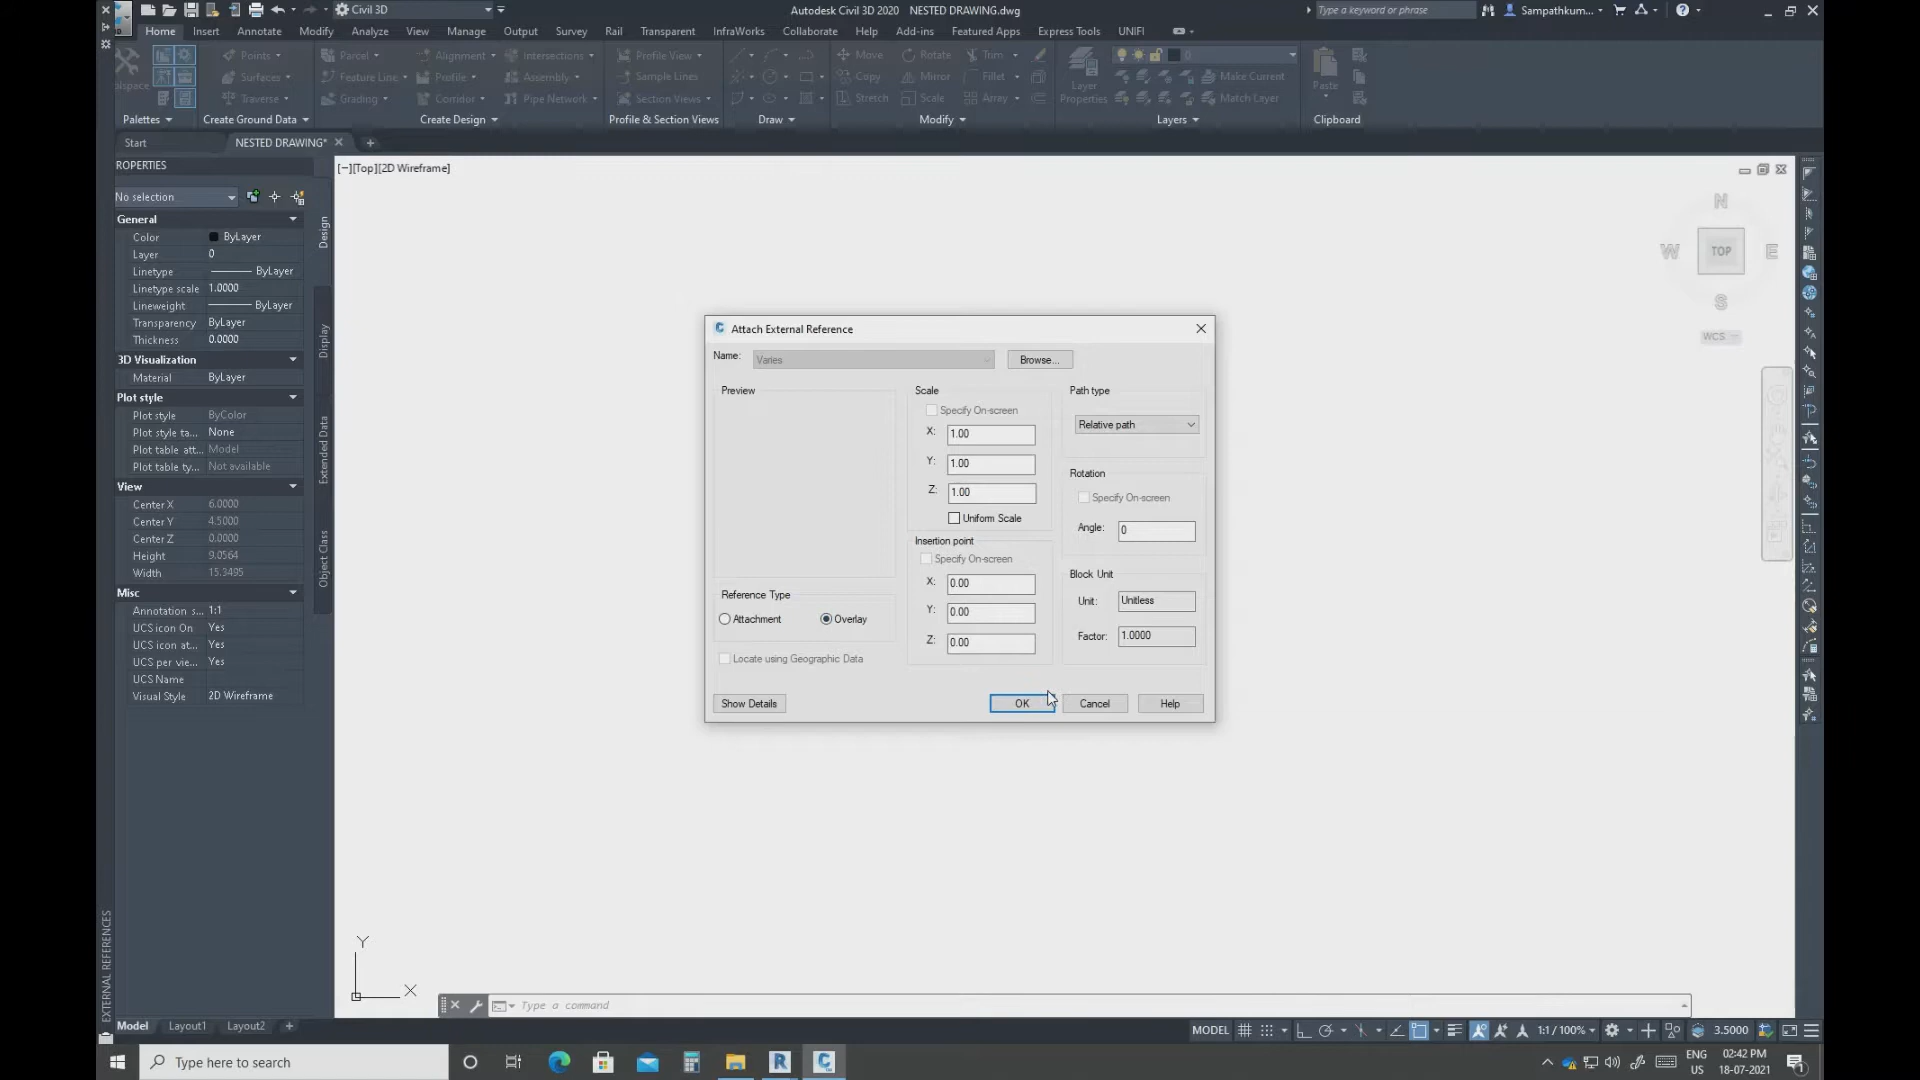 Civil 3D
Autodesk Civil 3D 2020 NESTED DRAWING.dwg
Type a keyword or phrase
Sampathkum...
Home Insert Annotate Modify Analyze View Manage Output Survey Rail Transparent InfraWorks Collaborate Help Add-ins Featured Apps Express Tools UNIFI
Points Parcel Alignment Intersections Profile View Move Rotate Trim 0
Surfaces Feature Line Profile Assembly Sample Lines Copy Mirror Fillet Make Current
Traverse Grading Corridor Pipe Network Section Views Stretch Scale Array Layer Properties Match Layer Paste
Palettes Create Ground Data Create Design Profile & Section Views Draw Modify Layers Clipboard
Start NESTED DRAWING*
ROPERTIES
[−][Top][2D Wireframe]
No selection
General
Color ByLayer
Layer 0
Linetype ByLayer
Linetype scale 1.0000
Lineweight ByLayer
Transparency ByLayer
Thickness 0.0000
3D Visualization
Material ByLayer
Plot style
Plot style ByColor
Plot style ta... None
Plot table att... Model
Plot table ty... Not available
View
Center X 6.0000
Center Y 4.5000
Center Z 0.0000
Height 9.0564
Width 15.3495
Misc
Annotation s... 1:1
UCS icon On Yes
UCS icon at... Yes
UCS per vie... Yes
UCS Name
Visual Style 2D Wireframe
Design
Display
Extended Data
Object Class
EXTERNAL REFERENCES
N
W TOP E
S
WCS
Attach External Reference
Name: Varies Browse...
Preview
Scale
Specify On-screen
X: 1.00
Y: 1.00
Z: 1.00
Uniform Scale
Path type
Relative path
Rotation
Specify On-screen
Angle: 0
Insertion point
Specify On-screen
X: 0.00
Y: 0.00
Z: 0.00
Block Unit
Unit: Unitless
Factor: 1.0000
Reference Type
Attachment Overlay
Locate using Geographic Data
Show Details OK Cancel Help
Y
X
Type a command
Model Layout1 Layout2 +
MODEL 1:1 / 100% 3.5000
Type here to search
ENG
US
02:42 PM
18-07-2021
1